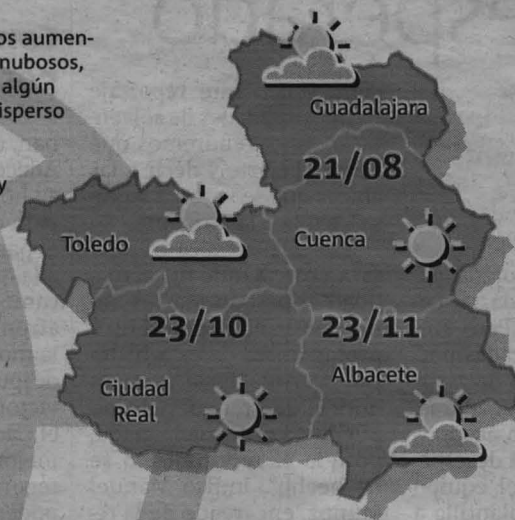 os aumen-
nubosos,
algún
isperso
y
Guadalajara
21/08
Toledo
Cuenca
23/10
23/11
Albacete
Ciudad
Real